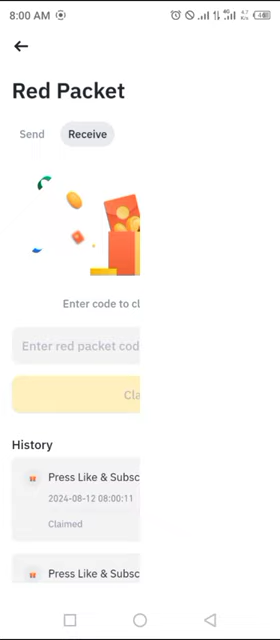 8:00 AM
Red Packet
Send Receive
Enter code to cl
Enter red packet cod
Cla
History
Press Like & Subsc
2024-08-12 08:00:11
Claimed
Press Like & Subsc